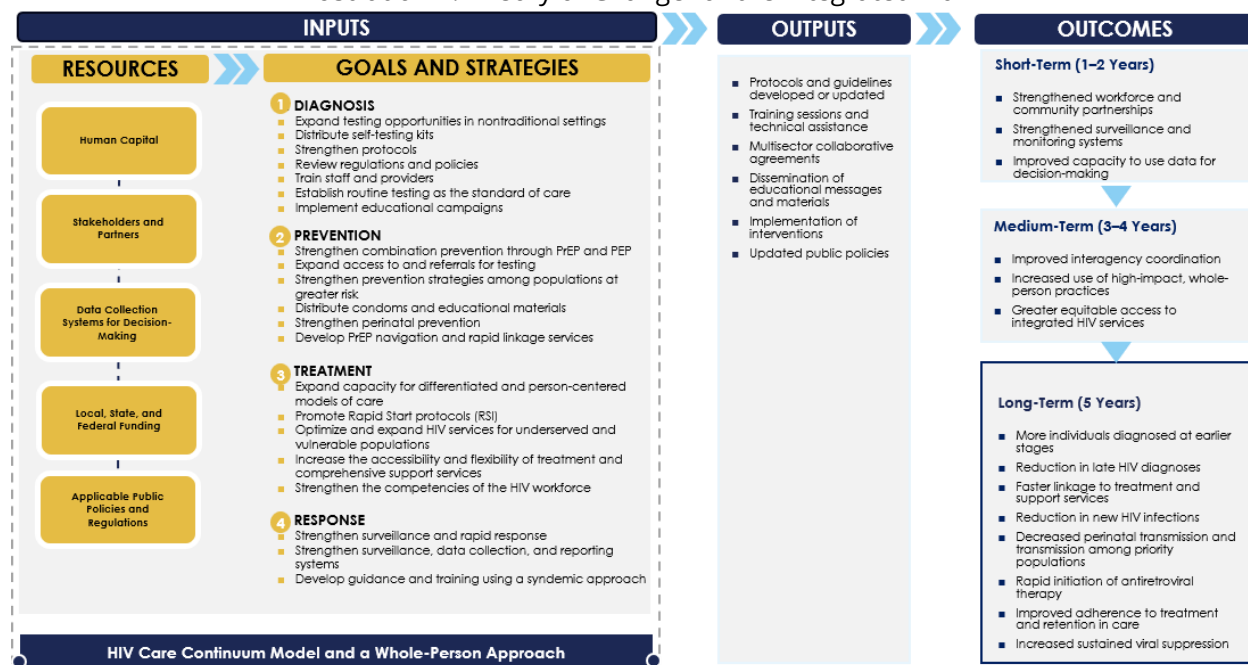 INPUTS
RESOURCES
GOALS AND STRATEGIES
Human Capital
Stakeholders and
Partners
Data Collection
Systems for Decision-
Making
Local, State, and
Federal Funding
Applicable Public
Policies and
Regulations
1 DIAGNOSIS
Expand testing opportunities in nontraditional settings
Distribute self-testing kits
Strengthen protocols
Review regulations and policies
Train staff and providers
Establish routine testing as the standard of care
Implement educational campaigns
2 PREVENTION
Strengthen combination prevention through PrEP and PEP
Expand access to and referrals for testing
Strengthen prevention strategies among populations at
greater risk
Distribute condoms and educational materials
Strengthen perinatal prevention
Develop PrEP navigation and rapid linkage services
3 TREATMENT
Expand capacity for differentiated and person-centered
models of care
Promote Rapid Start protocols (RSI)
Optimize and expand HIV services for underserved and
vulnerable populations
Increase the accessibility and flexibility of treatment and
comprehensive support services
Strengthen the competencies of the HIV workforce
4 RESPONSE
Strengthen surveillance and rapid response
Strengthen surveillance, data collection, and reporting
systems
Develop guidance and training using a syndemic approach
HIV Care Continuum Model and a Whole-Person Approach
OUTPUTS
Protocols and guidelines
developed or updated
Training sessions and
technical assistance
Multisector collaborative
agreements
Dissemination of
educational messages
and materials
Implementation of
interventions
Updated public policies
OUTCOMES
Short-Term (1–2 Years)
Strengthened workforce and
community partnerships
Strengthened surveillance and
monitoring systems
Improved capacity to use data for
decision-making
Medium-Term (3–4 Years)
Improved interagency coordination
Increased use of high-impact, whole-
person practices
Greater equitable access to
integrated HIV services
Long-Term (5 Years)
More individuals diagnosed at earlier
stages
Reduction in late HIV diagnoses
Faster linkage to treatment and
support services
Reduction in new HIV infections
Decreased perinatal transmission and
transmission among priority
populations
Rapid initiation of antiretroviral
therapy
Improved adherence to treatment
and retention in care
Increased sustained viral suppression